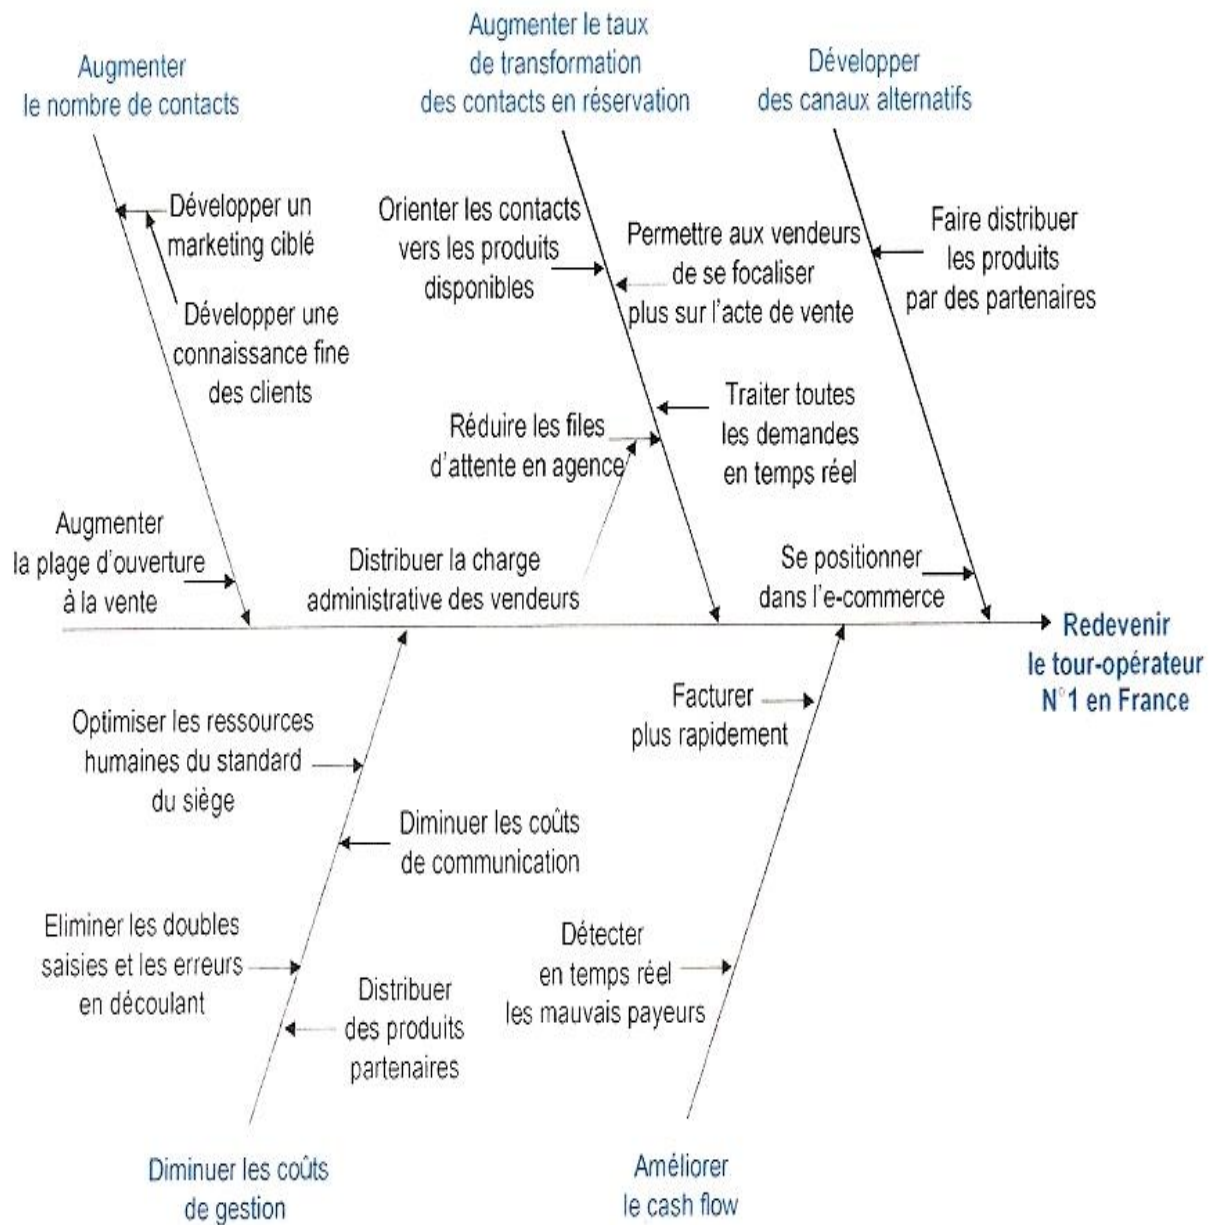 Augmenter
le nombre de contacts
Augmenter le taux
de transformation
des contacts en réservation
Développer
des canaux alternatifs
Développer un
marketing ciblé
Développer une
connaissance fine
des clients
Augmenter
la plage d'ouverture
à la vente
Orienter les contacts
vers les produits
disponibles
Permettre aux vendeurs
de se focaliser
plus sur l'acte de vente
Traiter toutes
les demandes
en temps réel
Réduire les files
d'attente en agence
Distribuer la charge
administrative des vendeurs
Faire distribuer
les produits
par des partenaires
Se positionner
dans l'e-commerce
Redevenir
le tour-opérateur
N°1 en France
Optimiser les ressources
humaines du standard
du siège
Diminuer les coûts
de communication
Eliminer les doubles
saisies et les erreurs
en découlant
Distribuer
des produits
partenaires
Facturer
plus rapidement
Détecter
en temps réel
les mauvais payeurs
Diminuer les coûts
de gestion
Améliorer
le cash flow